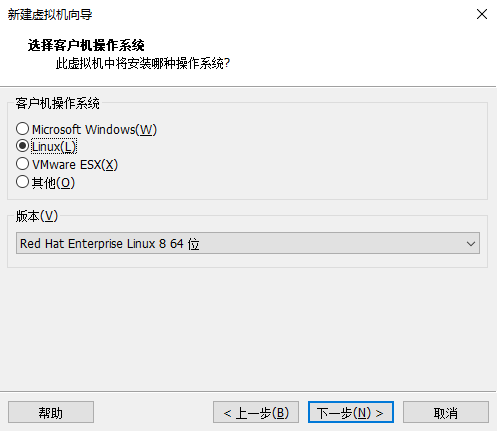 新建虚拟机向导
选择客户机操作系统
此虚拟机中将安装哪种操作系统?
客户机操作系统
Microsoft Windows(W)
Linux(L)
VMware ESX(X)
其他(O)
版本(V)
Red Hat Enterprise Linux 8 64 位
帮助
< 上一步(B)
下一步(N) >
取消